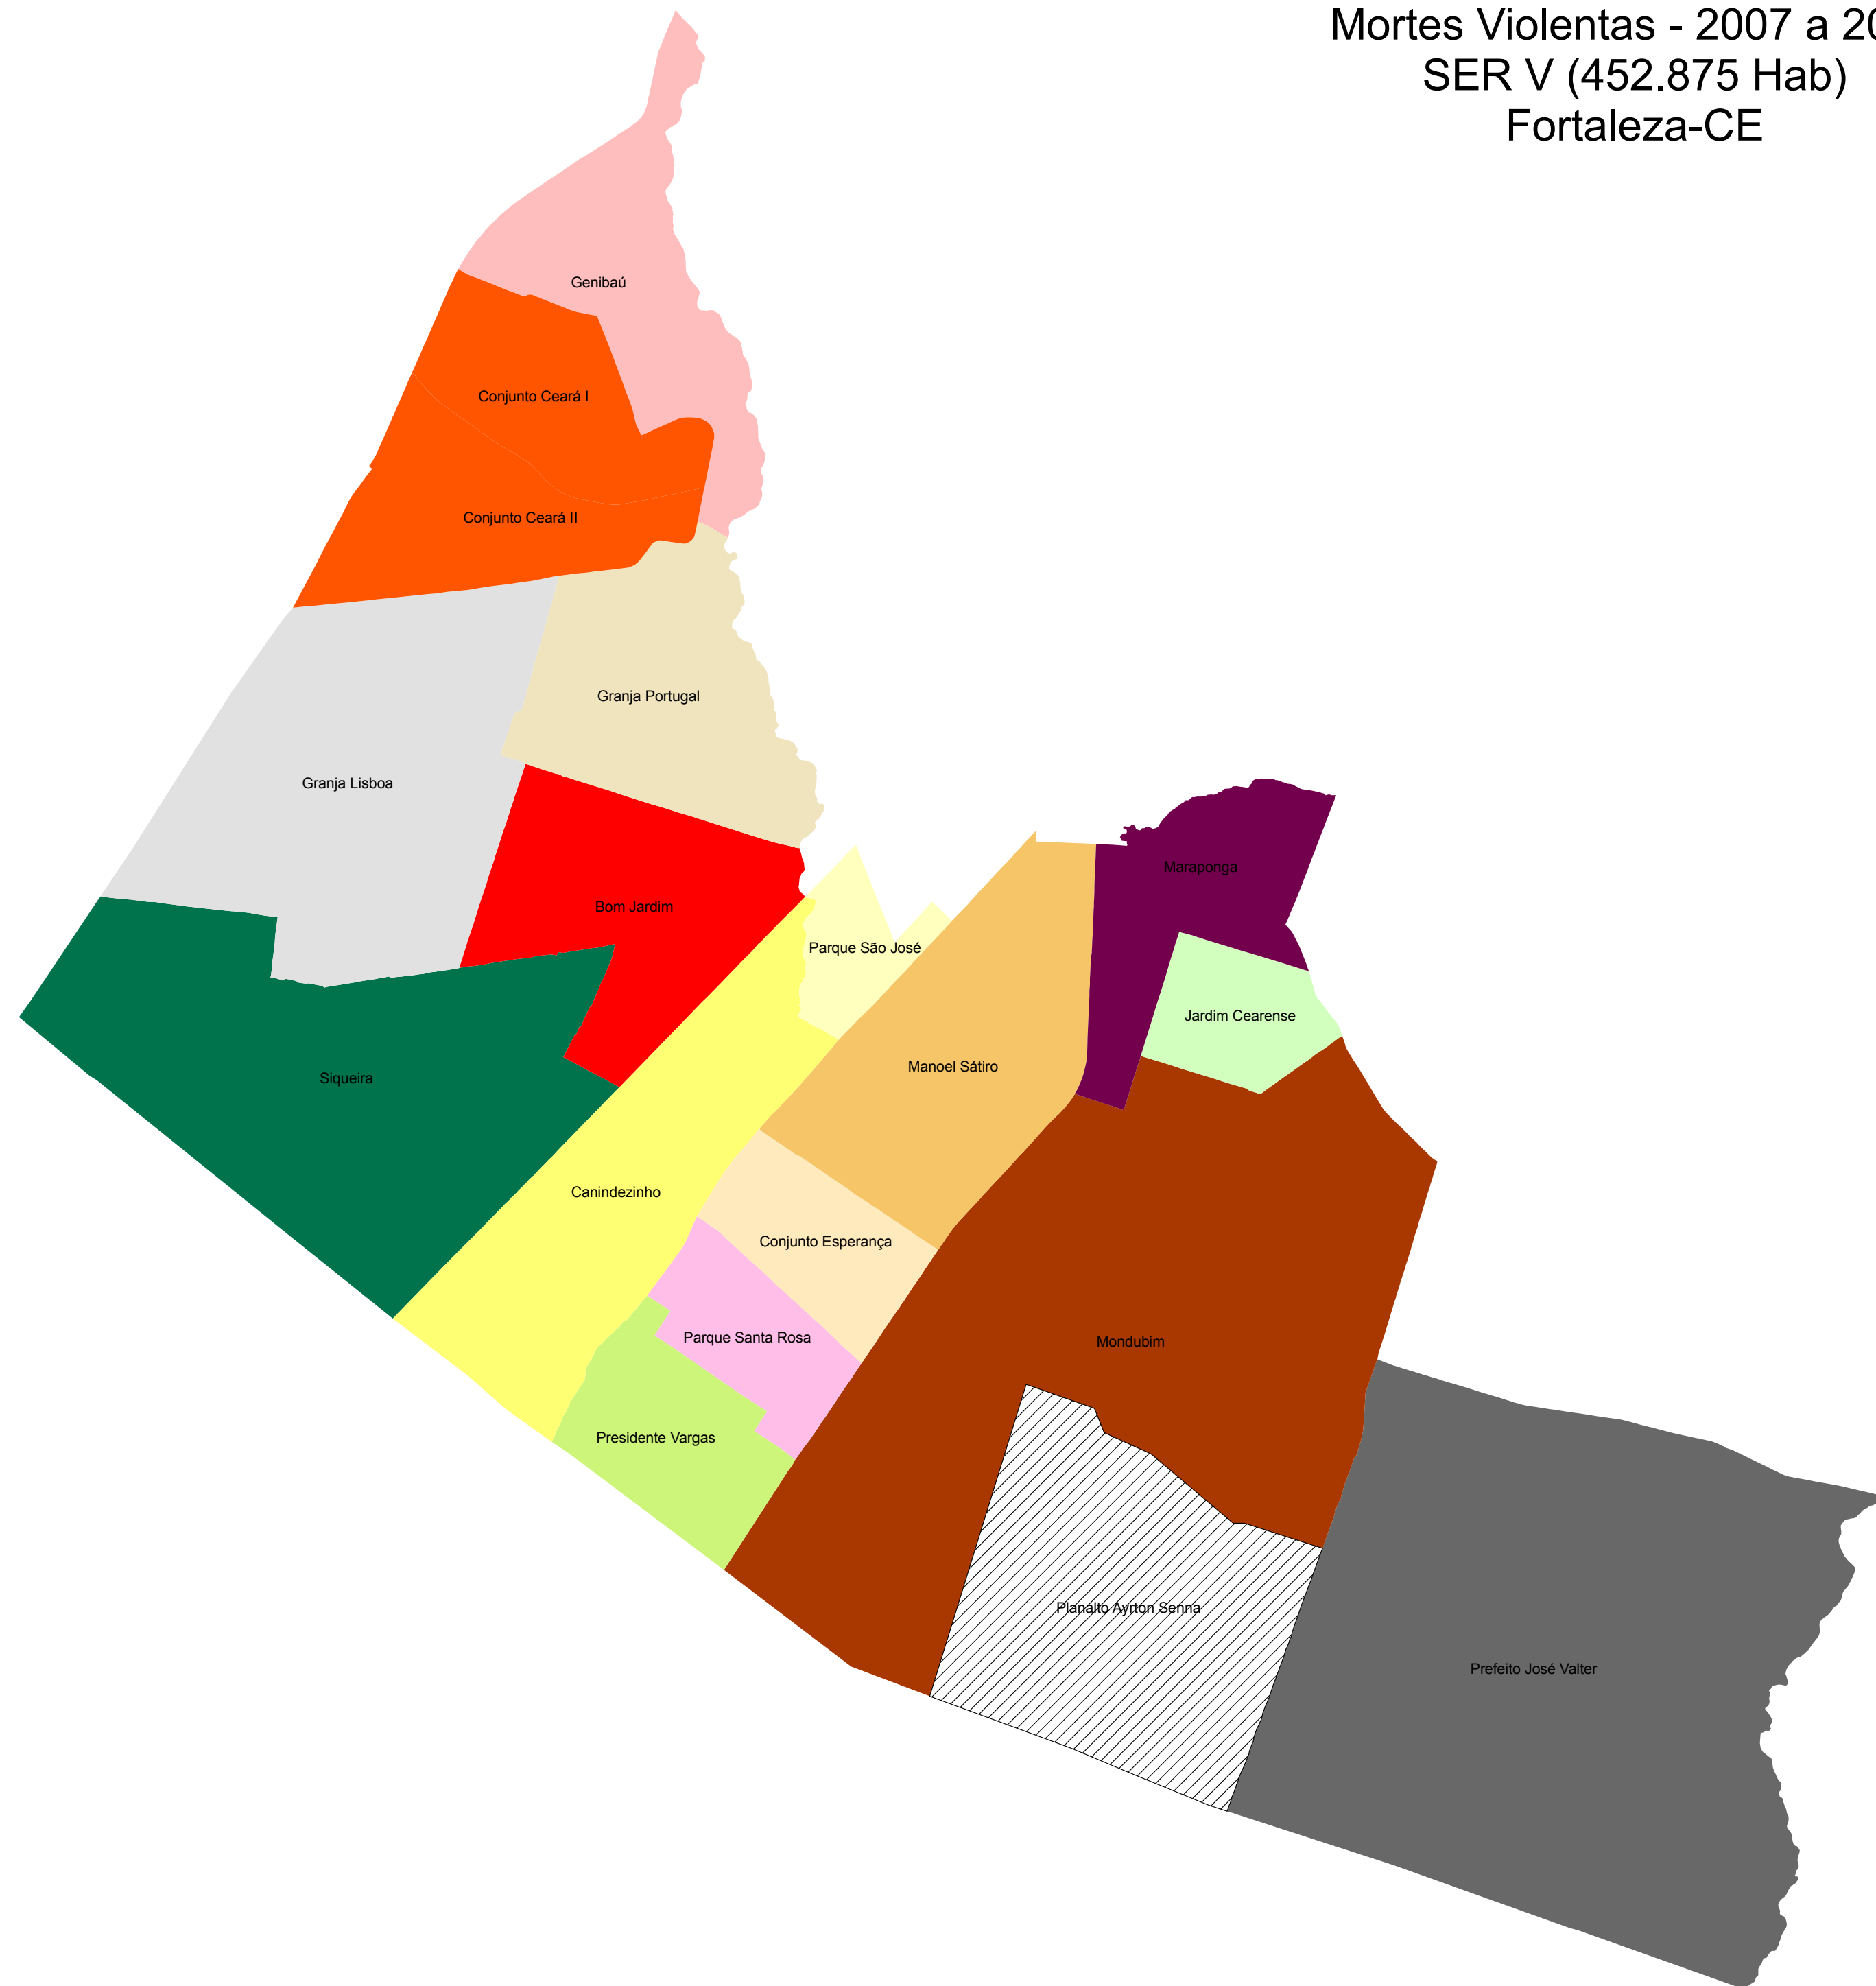 Mortes Violentas - 2007 a 20
SER V (452.875 Hab)
Fortaleza-CE
Genibaú
Conjunto Ceará I
Conjunto Ceará II
Granja Portugal
Granja Lisboa
Maraponga
Bom Jardim
Parque São José
Jardim Cearense
Manoel Sátiro
Siqueira
Canindezinho
Conjunto Esperança
Parque Santa Rosa
Mondubim
Presidente Vargas
Planalto Ayrton Senna
Prefeito José Valter